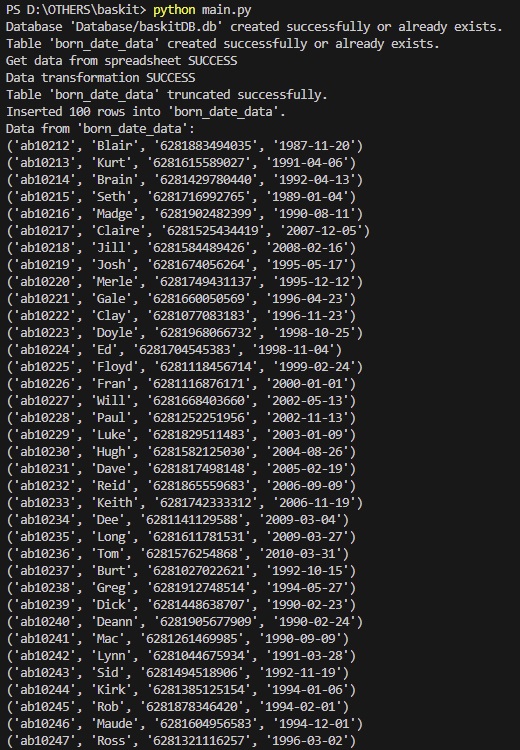 PS D:\OTHERS\baskit> python main.py
Database 'Database/baskitDB.db' created successfully or already exists.
Table 'born_date_data' created successfully or already exists.
Get data from spreadsheet SUCCESS
Data transformation SUCCESS
Table 'born_date_data' truncated successfully.
Inserted 100 rows into 'born_date_data'.
Data from 'born_date_data':
('ab10212', 'Blair', '6281883494035', '1987-11-20')
('ab10213', 'Kurt', '6281615589027', '1991-04-06')
('ab10214', 'Brain', '6281429780440', '1992-04-13')
('ab10215', 'Seth', '6281716992765', '1989-01-04')
('ab10216', 'Madge', '6281902482399', '1990-08-11')
('ab10217', 'Claire', '6281525434419', '2007-12-05')
('ab10218', 'Jill', '6281584489426', '2008-02-16')
('ab10219', 'Josh', '6281674056264', '1995-05-17')
('ab10220', 'Merle', '6281749431137', '1995-12-12')
('ab10221', 'Gale', '6281660050569', '1996-04-23')
('ab10222', 'Clay', '6281077083183', '1996-11-23')
('ab10223', 'Doyle', '6281968066732', '1998-10-25')
('ab10224', 'Ed', '6281704545383', '1998-11-04')
('ab10225', 'Floyd', '6281118456714', '1999-02-24')
('ab10226', 'Fran', '6281116876171', '2000-01-01')
('ab10227', 'Will', '6281668403660', '2002-05-13')
('ab10228', 'Paul', '6281252251956', '2002-11-13')
('ab10229', 'Luke', '6281829511483', '2003-01-09')
('ab10230', 'Hugh', '6281582125030', '2004-08-26')
('ab10231', 'Dave', '6281817498148', '2005-02-19')
('ab10232', 'Reid', '6281865559683', '2006-09-09')
('ab10233', 'Keith', '6281742333312', '2006-11-19')
('ab10234', 'Dee', '6281141129588', '2009-03-04')
('ab10235', 'Long', '6281611781531', '2009-03-27')
('ab10236', 'Tom', '6281576254868', '2010-03-31')
('ab10237', 'Burt', '6281027022621', '1992-10-15')
('ab10238', 'Greg', '6281912748514', '1994-05-27')
('ab10239', 'Dick', '6281448638707', '1990-02-23')
('ab10240', 'Deann', '6281905677909', '1990-02-24')
('ab10241', 'Mac', '6281261469985', '1990-09-09')
('ab10242', 'Lynn', '6281044675934', '1991-03-28')
('ab10243', 'Sid', '6281494518906', '1992-11-19')
('ab10244', 'Kirk', '6281385125154', '1994-01-06')
('ab10245', 'Rob', '6281878346420', '1994-02-01')
('ab10246', 'Maude', '6281604956583', '1994-12-01')
('ab10247', 'Ross', '6281321116257', '1996-03-02')